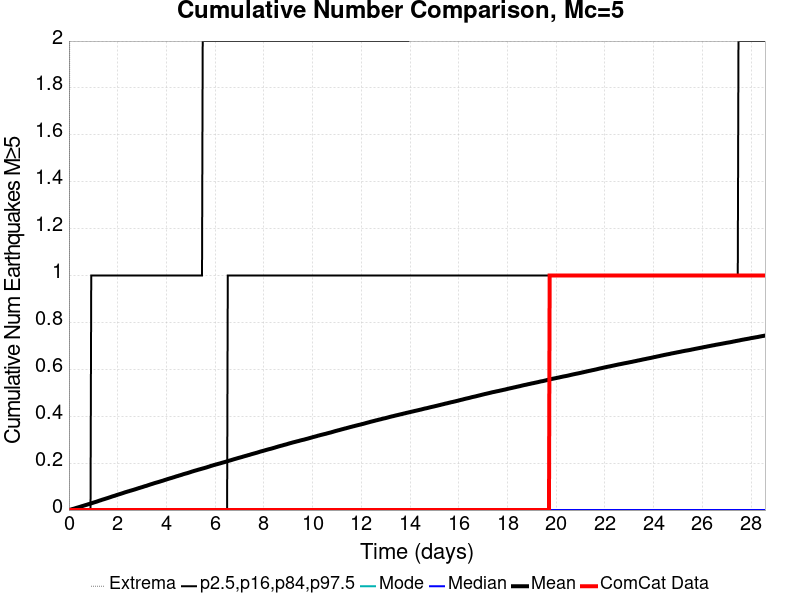 Cumulative Number Comparison, Mc=5
Cumulative Num Earthquakes M≥5
2
1.8
1.6
1.4
1.2
1
0.8
0.6
0.4
0.2
0
0 2 4 6 8 10 12 14 16 18 20 22 24 26 28
Time (days)
Extrema p2.5,p16,p84,p97.5 Mode Median Mean ComCat Data